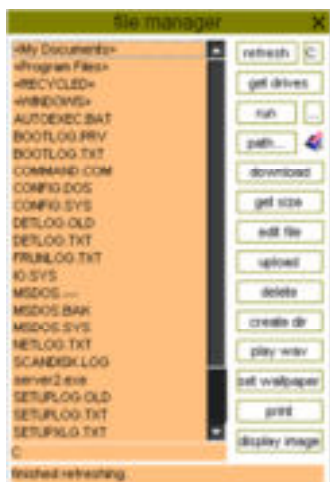 file manager X
<My Documents>
<Program Files>
<RECYCLED>
<WINDOWS>
AUTOEXEC.BAT
BOOTLOG.PRV
BOOTLOG.TXT
COMMAND.COM
CONFIG.DOS
CONFIG.SYS
DETLOG.OLD
DETLOG.TXT
FRUNLOG.TXT
IO.SYS
MSDOS.---
MSDOS.BAK
MSDOS.SYS
NETLOG.TXT
SCANDISK.LOG
server2.exe
SETUPLOG.OLD
SETUPLOG.TXT
SETUPXLG.TXT
C
finished refreshing.
refresh C
get drives
run ...
path...
download
get size
edit file
upload
delete
create dir
play wav
set wallpaper
print
display image